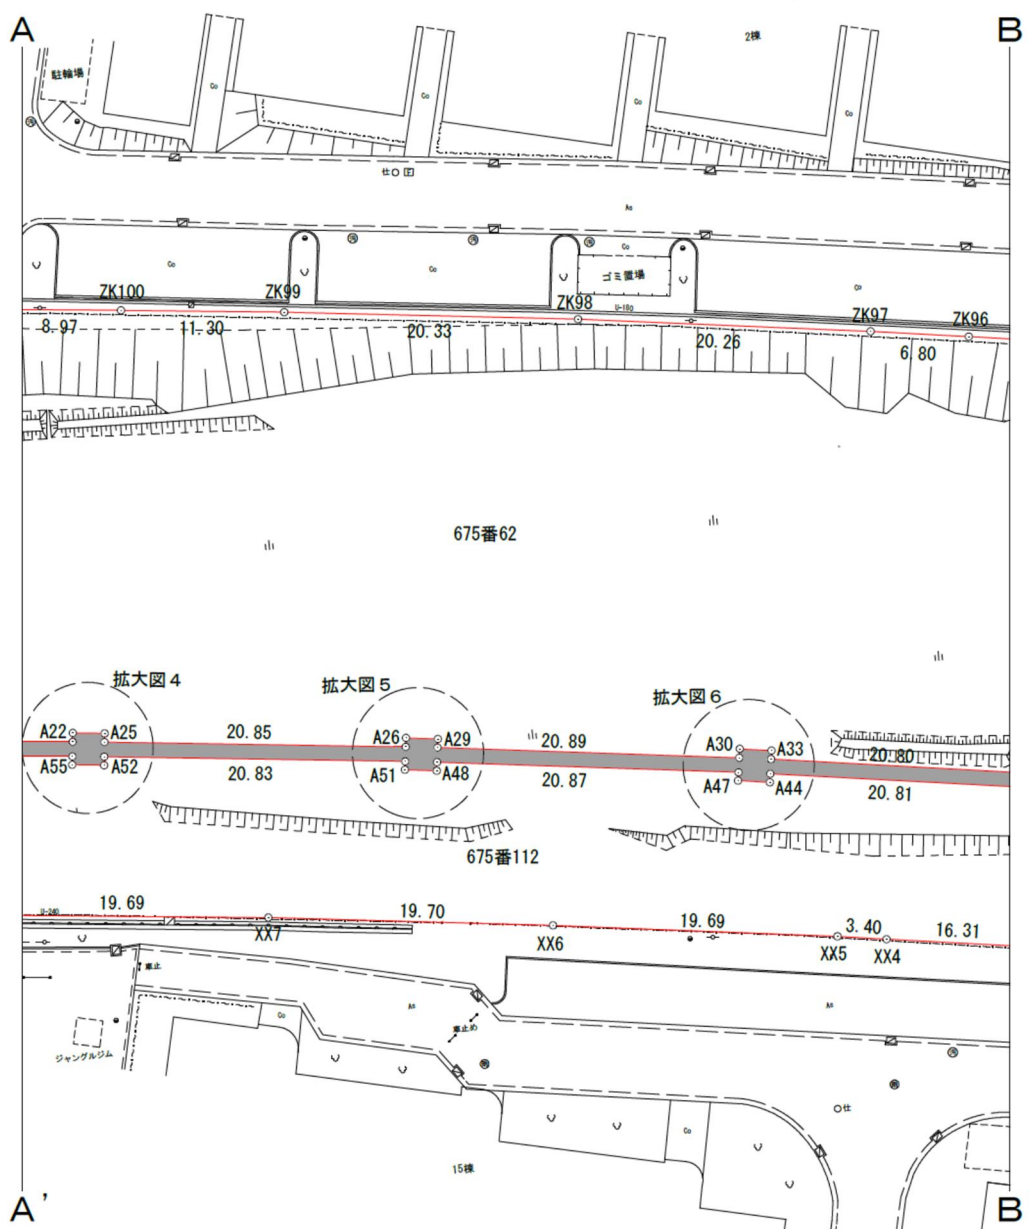 A
B
2棟
駐輪場
Co
Co
Co
Co
仕
As
Co
Co
Co
ゴミ置場
Co
U-180
ZK100
ZK99
ZK98
ZK97
ZK96
8.97
11.30
20.33
20.26
6.80
675番62
拡大図4
拡大図5
拡大図6
A22
A25
20.85
A26
A29
20.89
A30
A33
20.80
A55
A52
20.83
A51
A48
20.87
A47
A44
20.81
675番112
U-240
19.69
19.70
19.69
3.40
16.31
XX7
XX6
XX5
XX4
車止
As
As
Co
車止め
ジャングルジム
仕
Co
15棟
A'
B